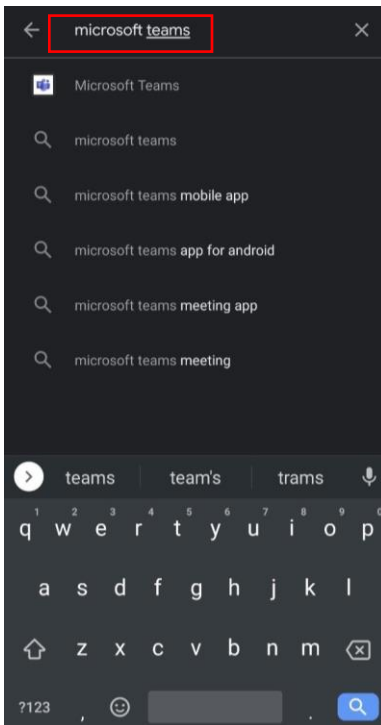 microsoft teams
Microsoft Teams
microsoft teams
microsoft teams mobile app
microsoft teams app for android
microsoft teams meeting app
microsoft teams meeting
teams team's trams
1 2 3 4 5 6 7 8 9 0
q w e r t y u i o p
a s d f g h j k l
z x c v b n m
?123 , .